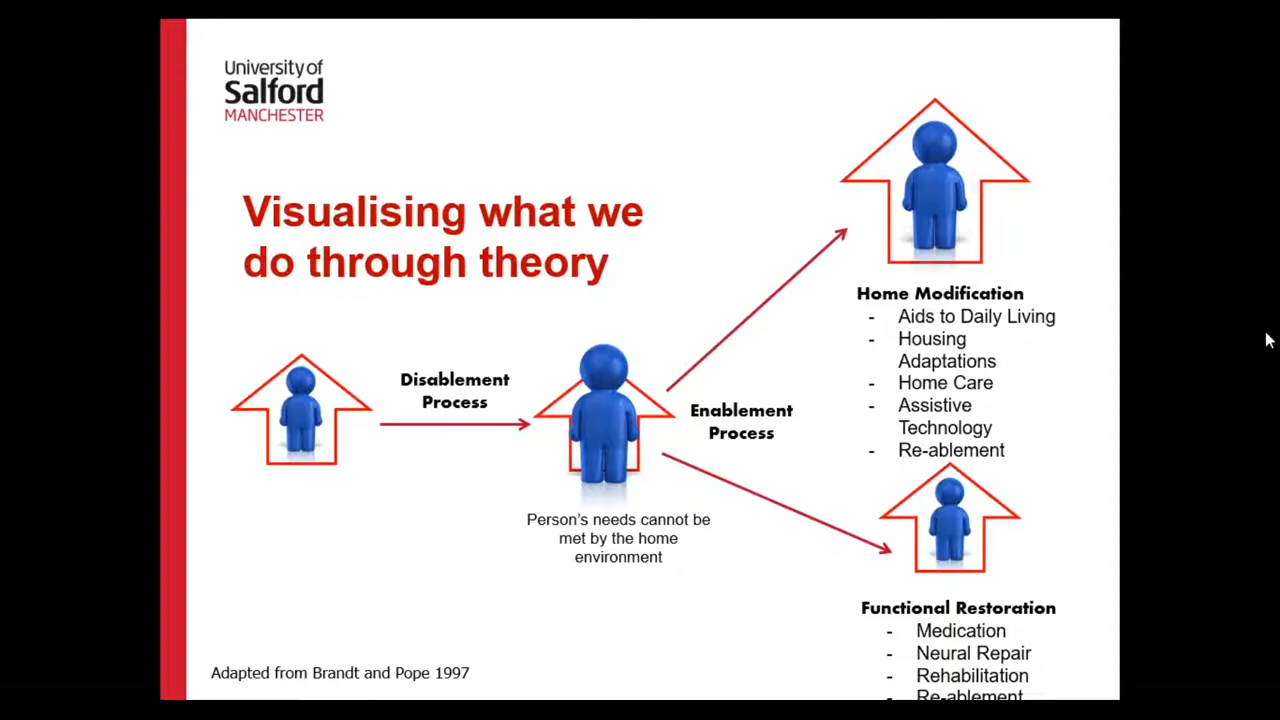 University of
Salford
MANCHESTER
Visualising what we
do through theory
Disablement
Process
Person's needs cannot be
met by the home
environment
Enablement
Process
Home Modification
- Aids to Daily Living
- Housing
Adaptations
- Home Care
- Assistive
Technology
- Re-ablement
Functional Restoration
- Medication
- Neural Repair
- Rehabilitation
- Re-ablement
Adapted from Brandt and Pope 1997